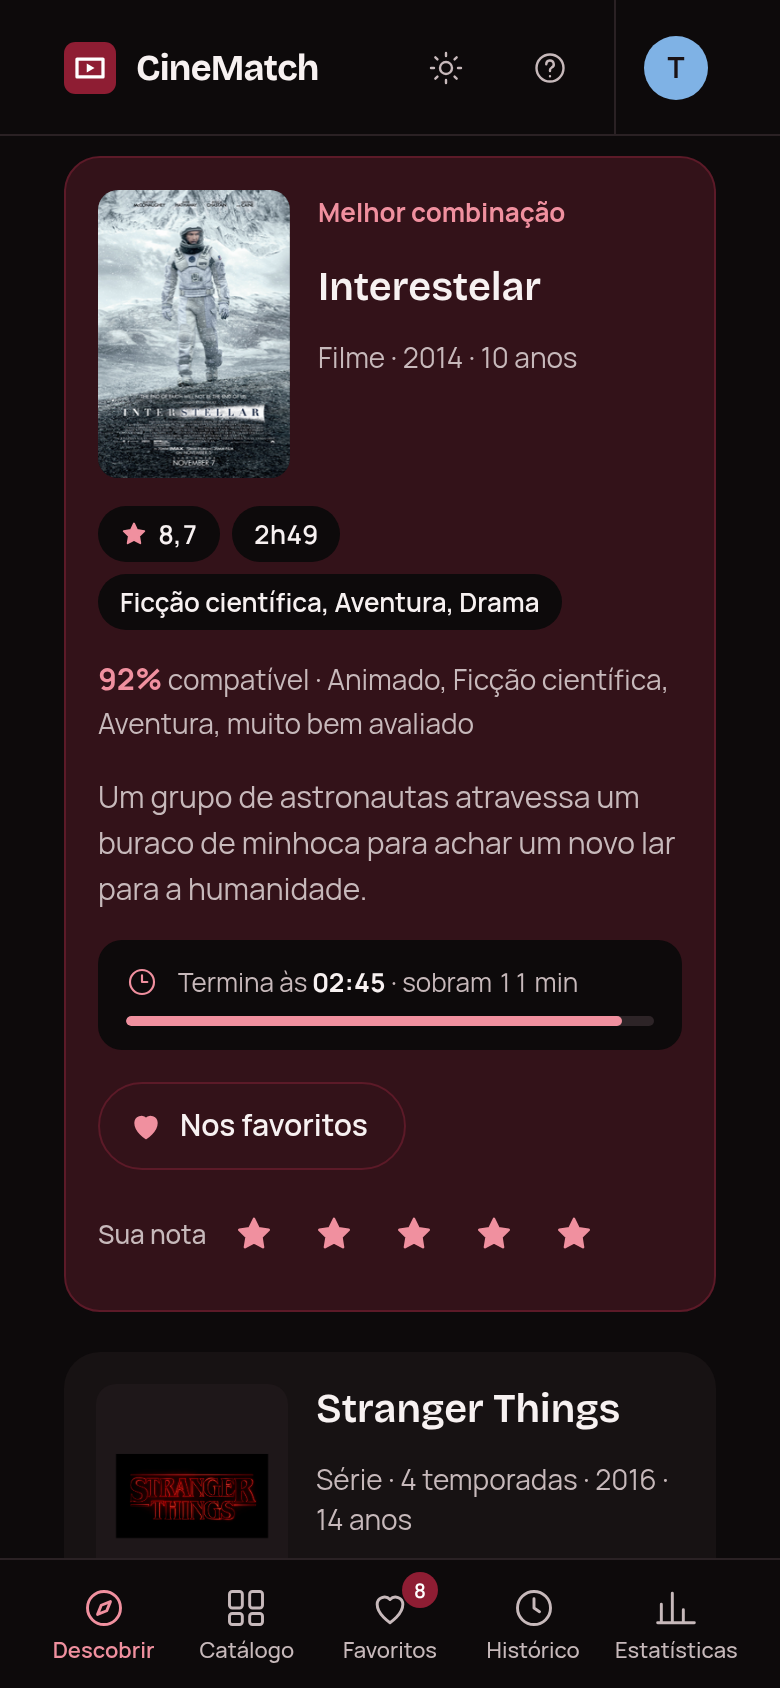 CineMatch
T
Melhor combinação
Interestelar
Filme · 2014 · 10 anos
INTERSTELLAR
NOVEMBER 7
8,7
2h49
Ficção científica, Aventura, Drama
92% compatível · Animado, Ficção científica,
Aventura, muito bem avaliado
Um grupo de astronautas atravessa um
buraco de minhoca para achar um novo lar
para a humanidade.
Termina às 02:45 · sobram 11 min
Nos favoritos
Sua nota
Stranger Things
Série · 4 temporadas · 2016 ·
14 anos
STRANGER
THINGS
8
Descobrir
Catálogo
Favoritos
Histórico
Estatísticas